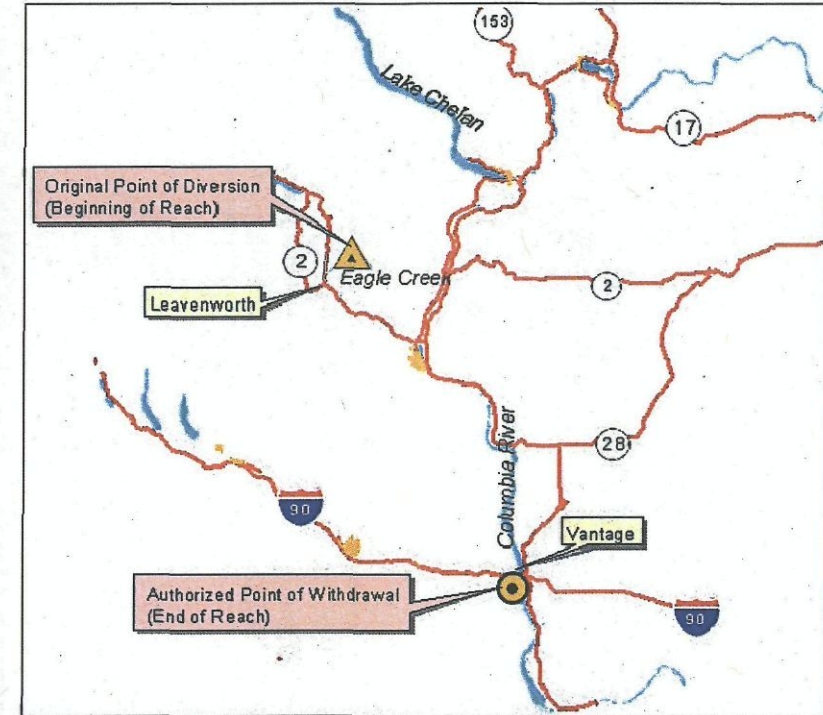 153
Lake Chelan
17
Original Point of Diversion
(Beginning of Reach)
2
Eagle Creek
2
Leavenworth
28
Columbia River
90
Vantage
Authorized Point of Withdrawal
(End of Reach)
90